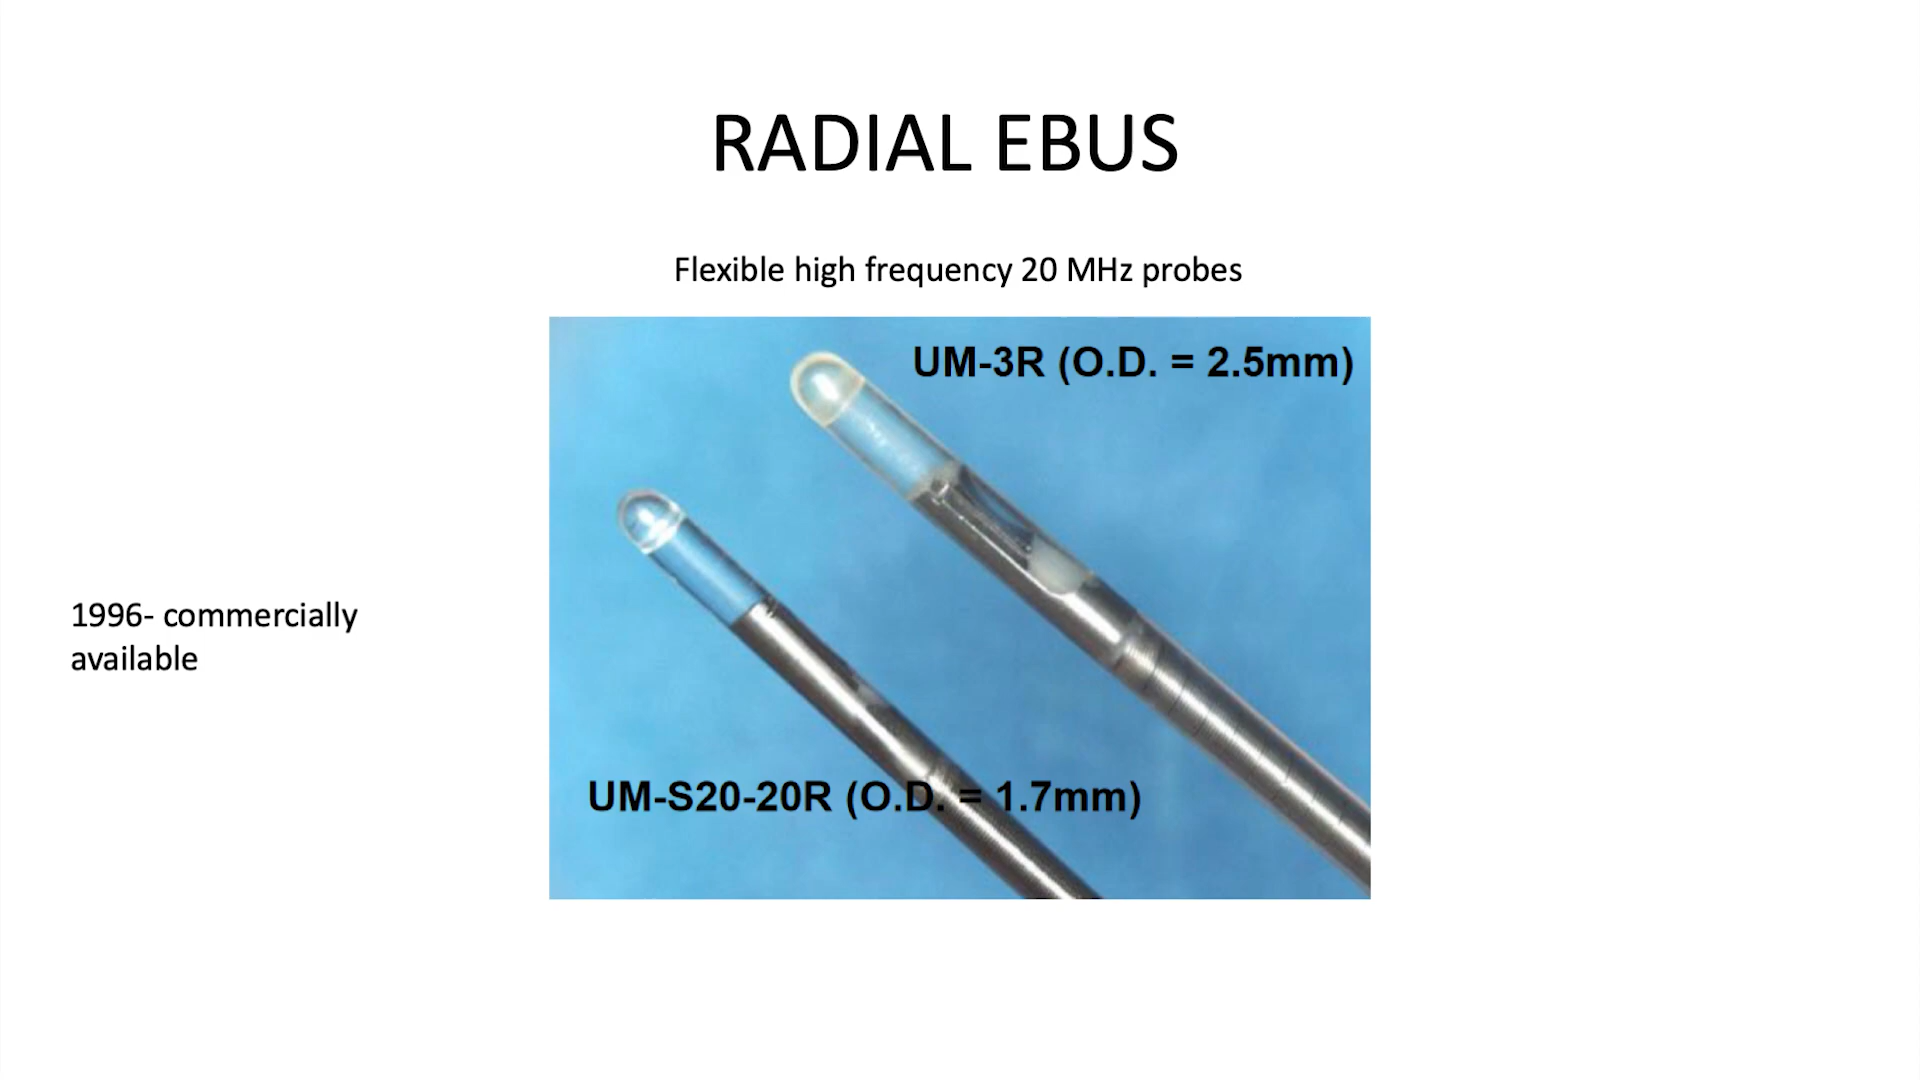 RADIAL EBUS
Flexible high frequency 20 MHz probes
UM-3R (O.D. = 2.5mm)
1996- commercially
available
UM-S20-20R (O.D. = 1.7mm)